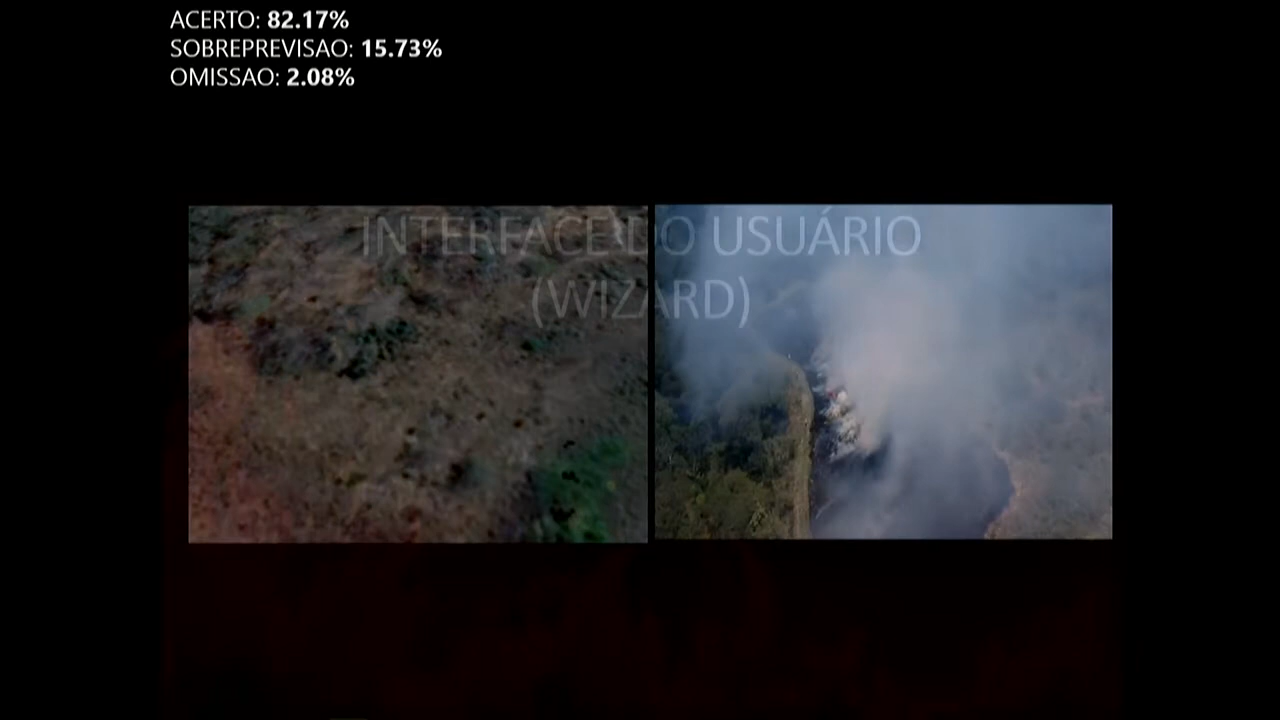 ACERTO: 82.17%
SOBREPREVISAO: 15.73%
OMISSAO: 2.08%
INTERFACE DO USUÁRIO
(WIZARD)